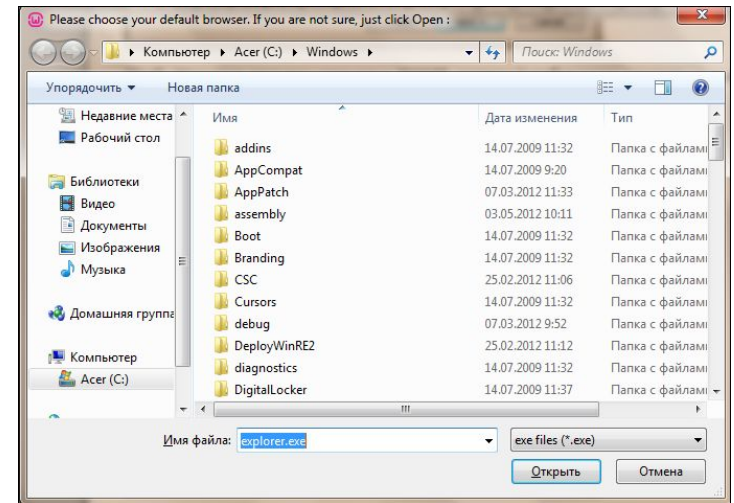 Please choose your default browser. If you are not sure, just click Open :
Компьютер Acer (C:) Windows
Поиск: Windows
Упорядочить Новая папка
Недавние места
Рабочий стол
Библиотеки
Видео
Документы
Изображения
Музыка
Домашняя группа
Компьютер
Acer (C:)
Имя Дата изменения Тип
addins 14.07.2009 11:32 Папка с файлами
AppCompat 14.07.2009 9:20 Папка с файлами
AppPatch 07.03.2012 11:33 Папка с файлами
assembly 03.05.2012 10:11 Папка с файлами
Boot 14.07.2009 11:32 Папка с файлами
Branding 14.07.2009 11:32 Папка с файлами
CSC 25.02.2012 11:06 Папка с файлами
Cursors 14.07.2009 11:32 Папка с файлами
debug 07.03.2012 9:52 Папка с файлами
DeployWinRE2 25.02.2012 11:12 Папка с файлами
diagnostics 14.07.2009 11:32 Папка с файлами
DigitalLocker 14.07.2009 11:37 Папка с файлами
Имя файла: explorer.exe exe files (*.exe)
Открыть Отмена